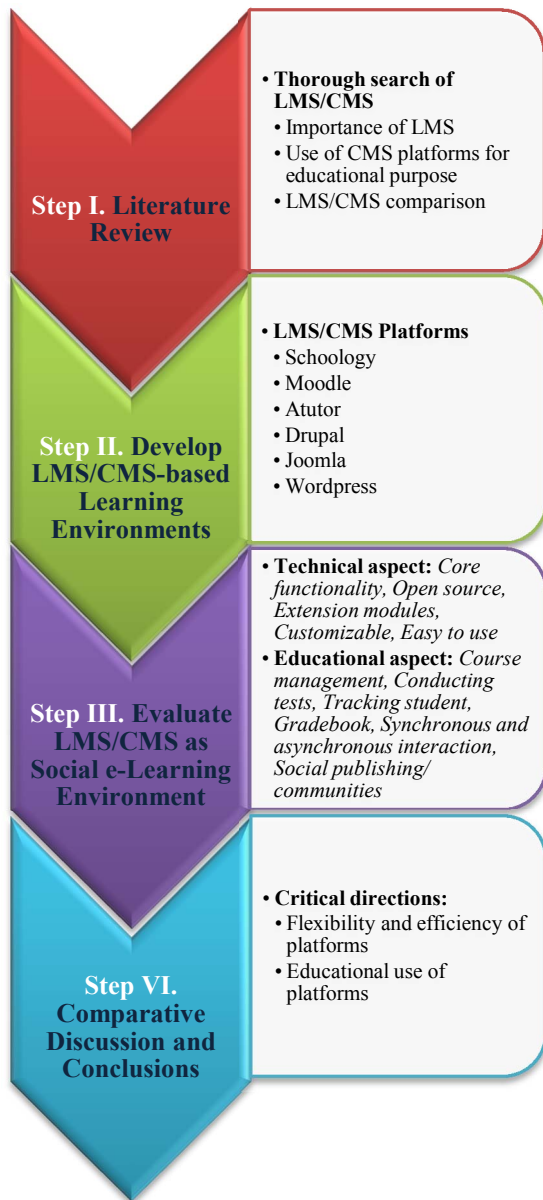 Step I. Literature
Review
• Thorough search of
LMS/CMS
• Importance of LMS
• Use of CMS platforms for
educational purpose
• LMS/CMS comparison
Step II. Develop
LMS/CMS-based
Learning
Environments
• LMS/CMS Platforms
• Schoology
• Moodle
• Atutor
• Drupal
• Joomla
• Wordpress
Step III. Evaluate
LMS/CMS as
Social e-Learning
Environment
• Technical aspect: Core
functionality, Open source,
Extension modules,
Customizable, Easy to use
• Educational aspect: Course
management, Conducting
tests, Tracking student,
Gradebook, Synchronous and
asynchronous interaction,
Social publishing/
communities
Step VI.
Comparative
Discussion and
Conclusions
• Critical directions:
• Flexibility and efficiency of
platforms
• Educational use of
platforms